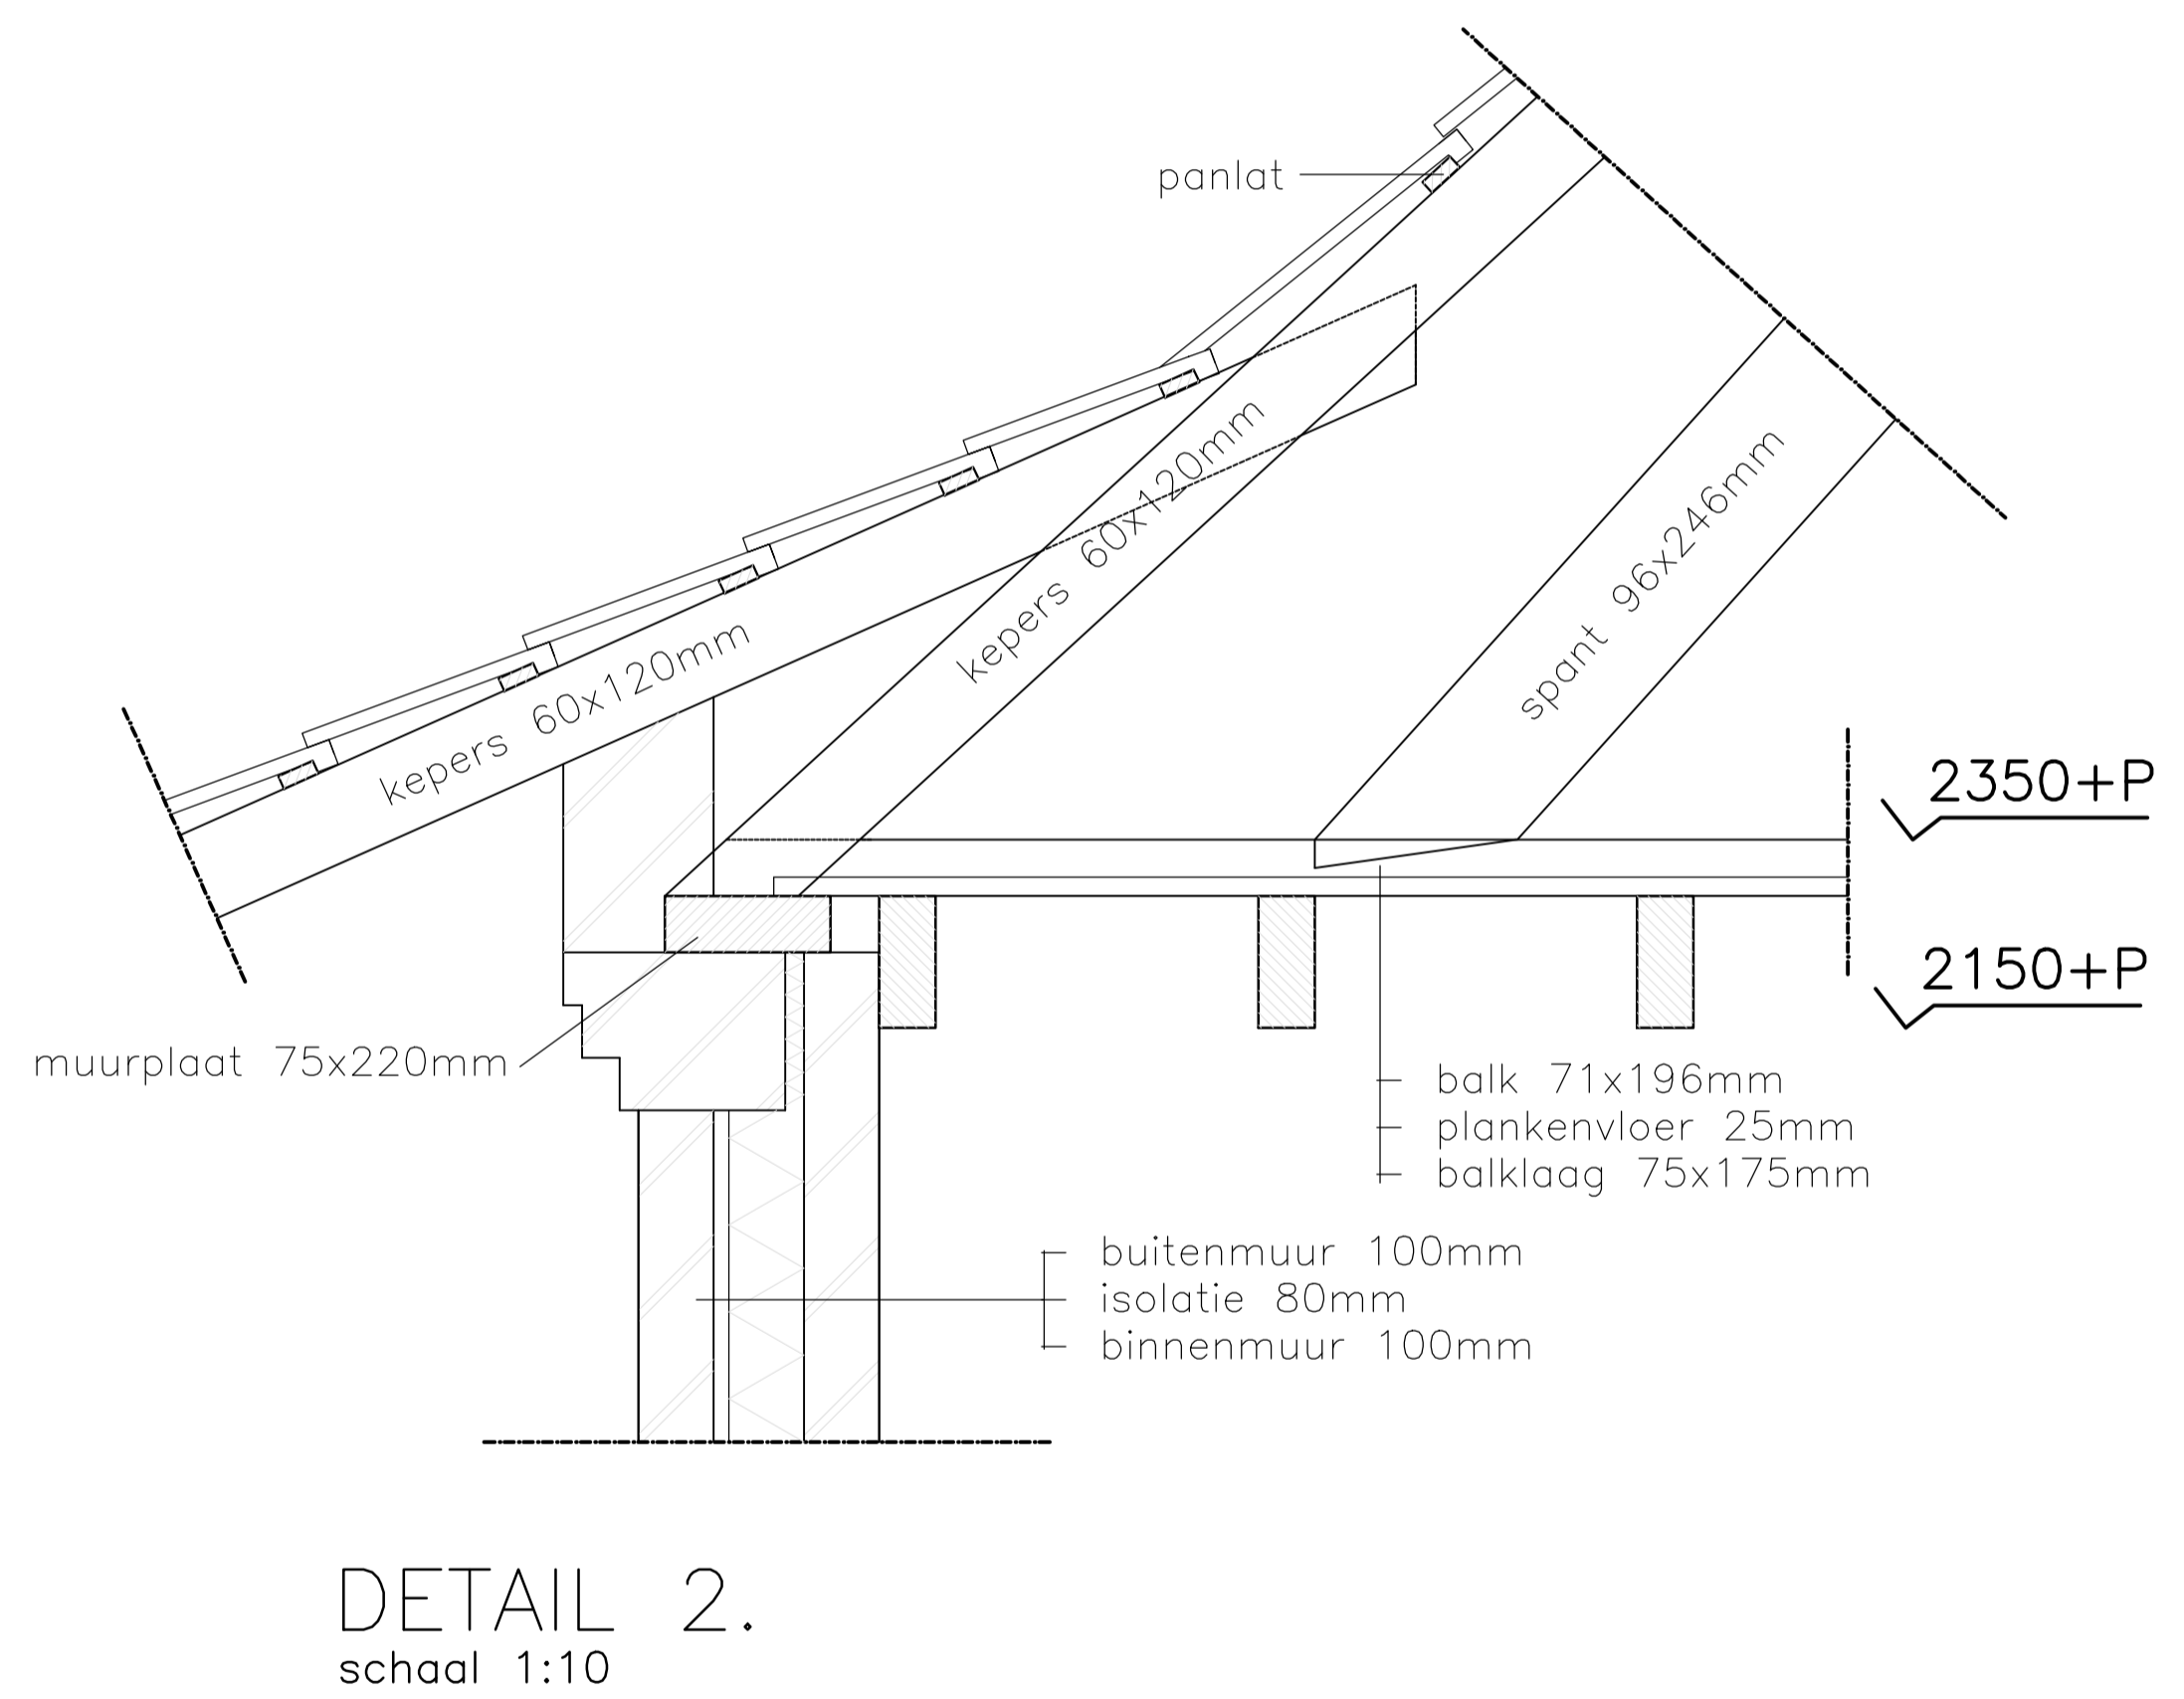 panlat
kepers 60x120mm
kepers 60x120mm
spant 96x246mm
2350+P
2150+P
muurplaat 75x220mm
balk 71x196mm
plankenvloer 25mm
balklaag 75x175mm
buitenmuur 100mm
isolatie 80mm
binnenmuur 100mm
DETAIL 2.
schaal 1:10